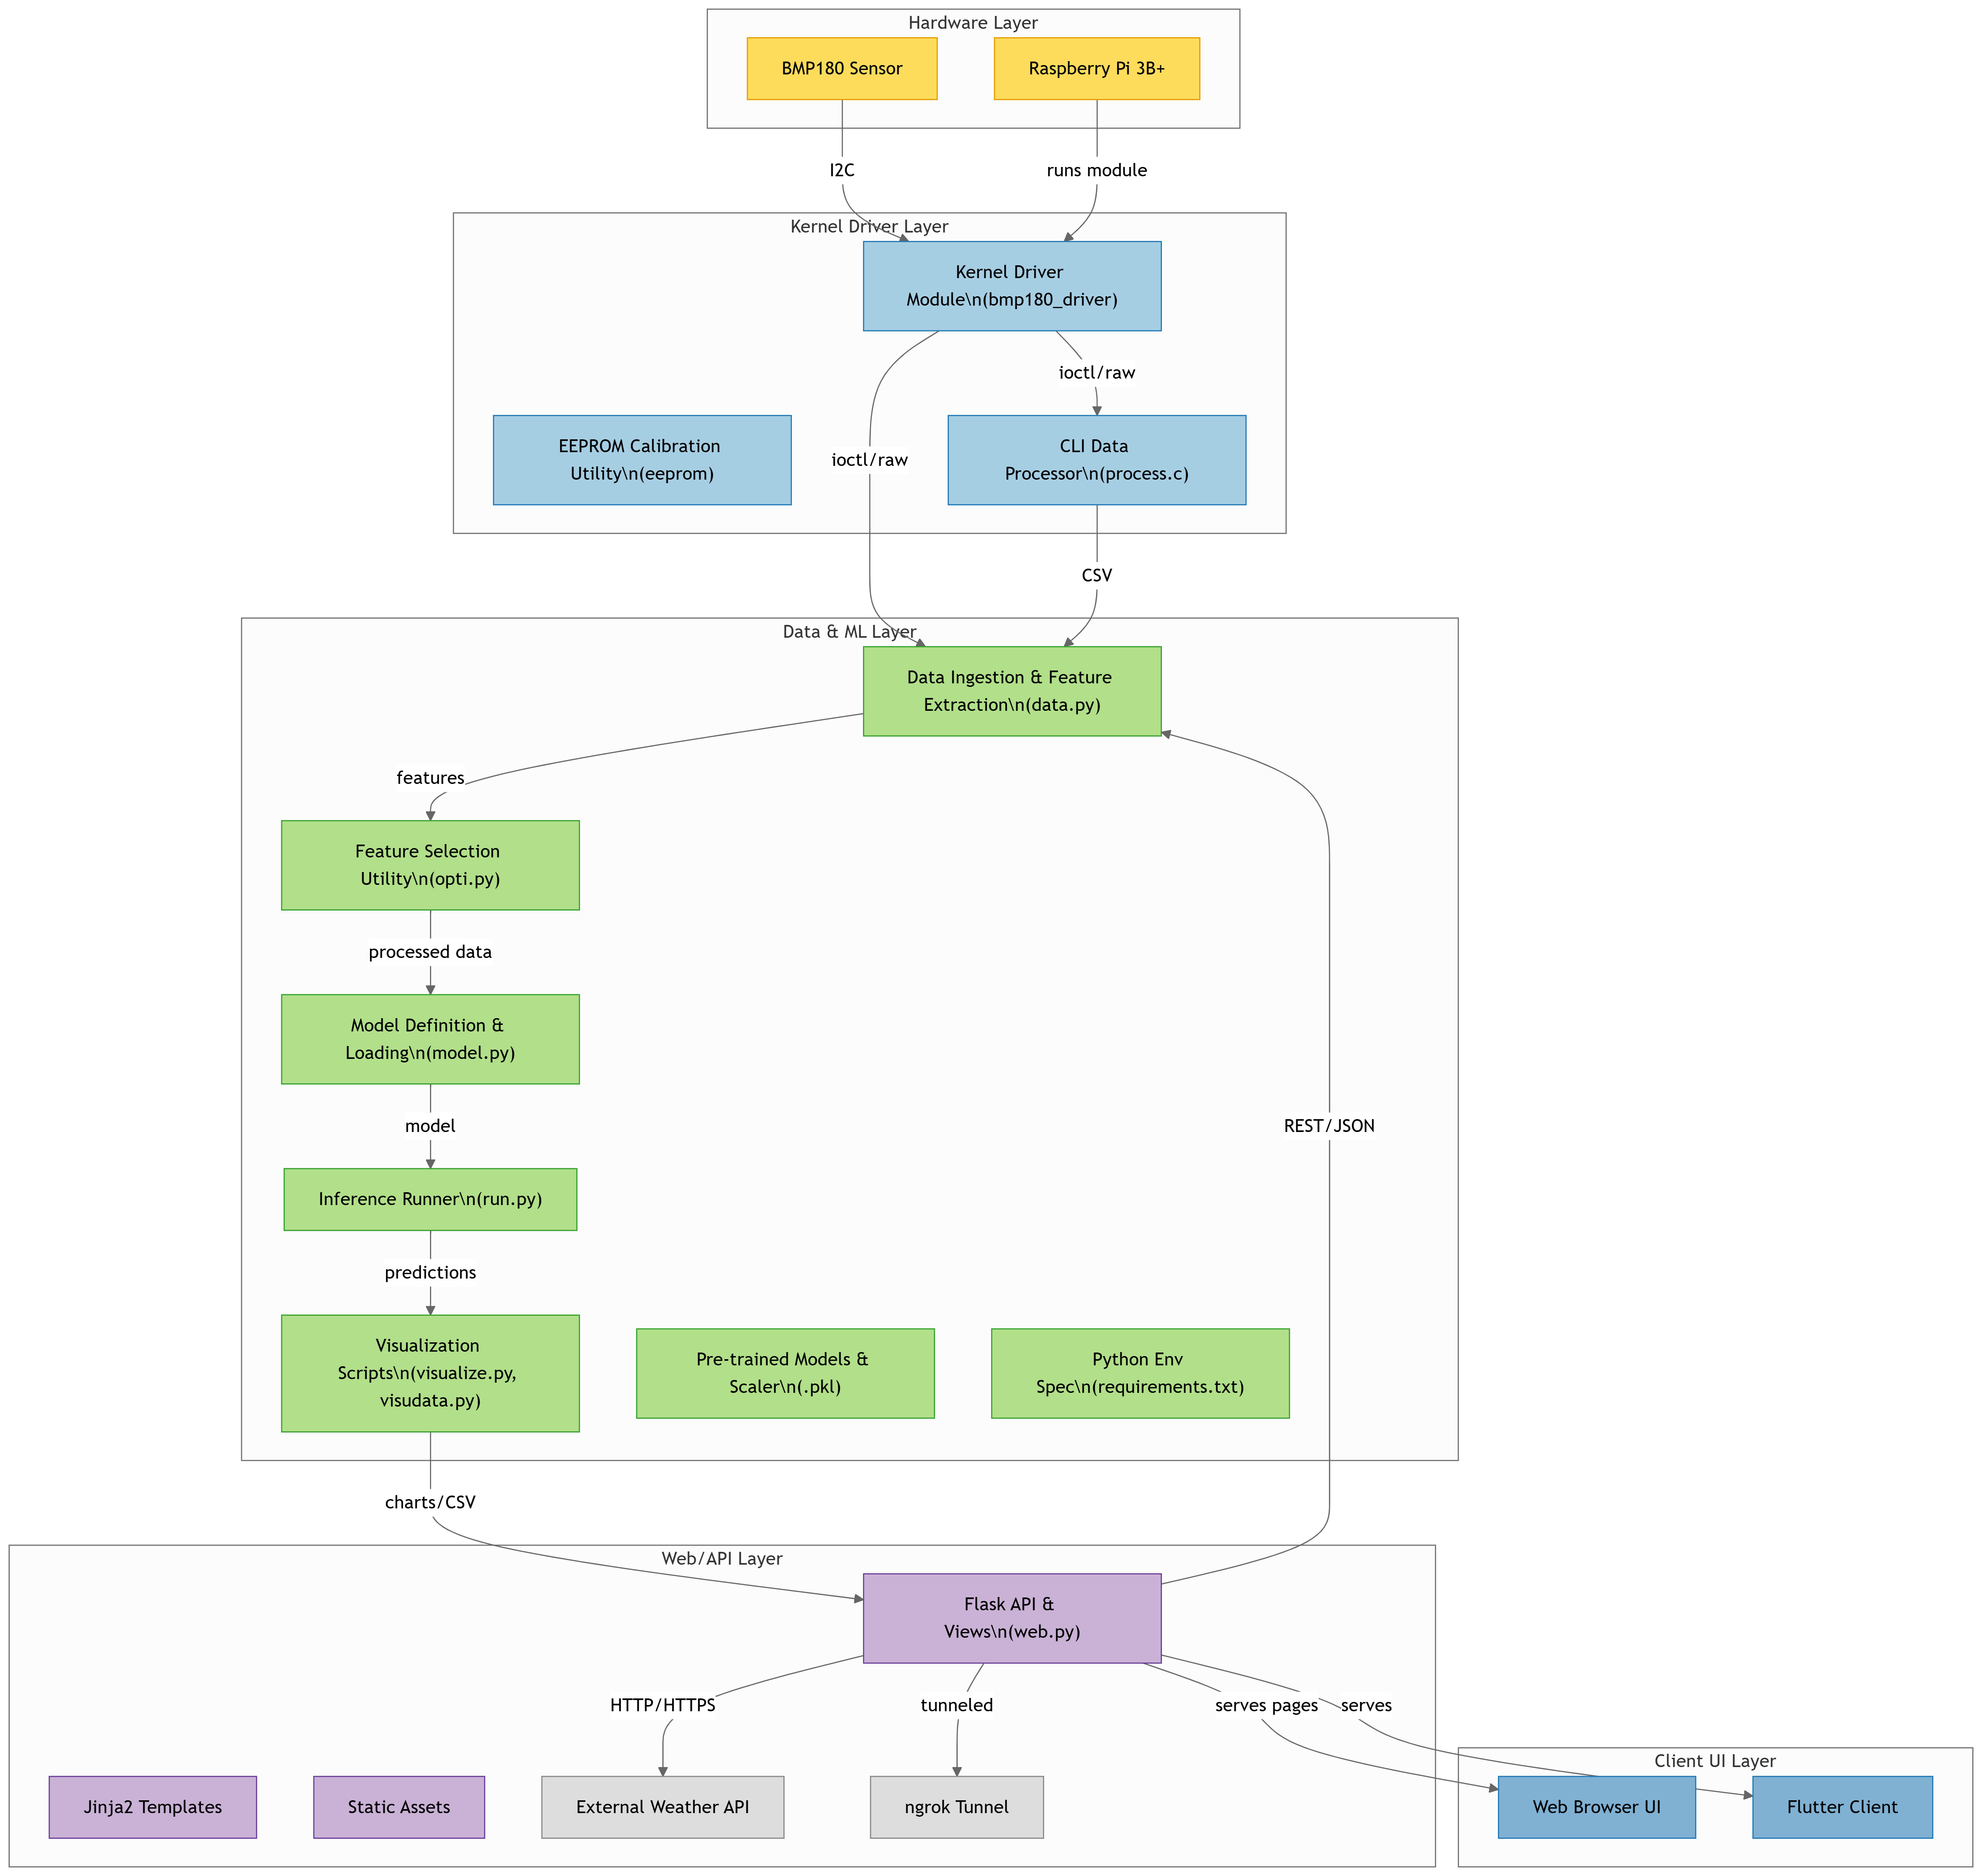 Hardware Layer
BMP180 Sensor
Raspberry Pi 3B+
I2C
runs module
Kernel Driver Layer
Kernel Driver
Module\n(bmp180_driver)
ioctl/raw
EEPROM Calibration
Utility\n(eeprom)
ioctl/raw
CLI Data
Processor\n(process.c)
CSV
Data & ML Layer
Data Ingestion & Feature
Extraction\n(data.py)
features
Feature Selection
Utility\n(opti.py)
processed data
Model Definition &
Loading\n(model.py)
model
REST/JSON
Inference Runner\n(run.py)
predictions
Visualization
Scripts\n(visualize.py,
visudata.py)
Pre-trained Models &
Scaler\n(.pkl)
Python Env
Spec\n(requirements.txt)
charts/CSV
Web/API Layer
Flask API &
Views\n(web.py)
HTTP/HTTPS
tunneled
serves pages
serves
Client UI Layer
Jinja2 Templates
Static Assets
External Weather API
ngrok Tunnel
Web Browser UI
Flutter Client